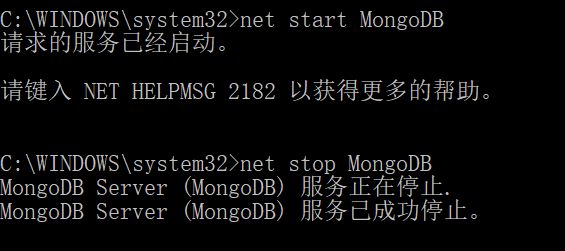 C:\WINDOWS\system32>net start MongoDB
请求的服务已经启动。
请键入 NET HELPMSG 2182 以获得更多的帮助。
C:\WINDOWS\system32>net stop MongoDB
MongoDB Server (MongoDB) 服务正在停止.
MongoDB Server (MongoDB) 服务已成功停止。